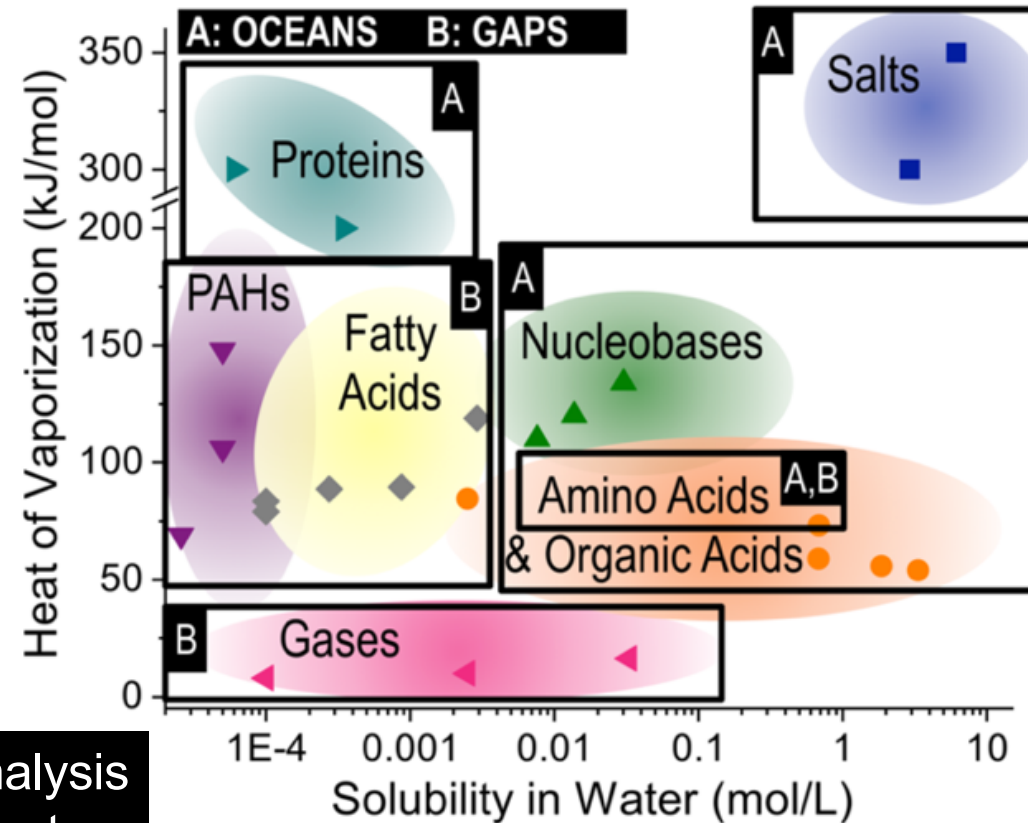 A: OCEANS B: GAPS
350
300
200
150
100
50
0
Heat of Vaporization (kJ/mol)
A
Proteins
A
Salts
PAHs
B
Fatty
Acids
A
Nucleobases
Amino Acids
A,B
& Organic Acids
B
Gases
1E-4 0.001 0.01 0.1 1 10
Solubility in Water (mol/L)